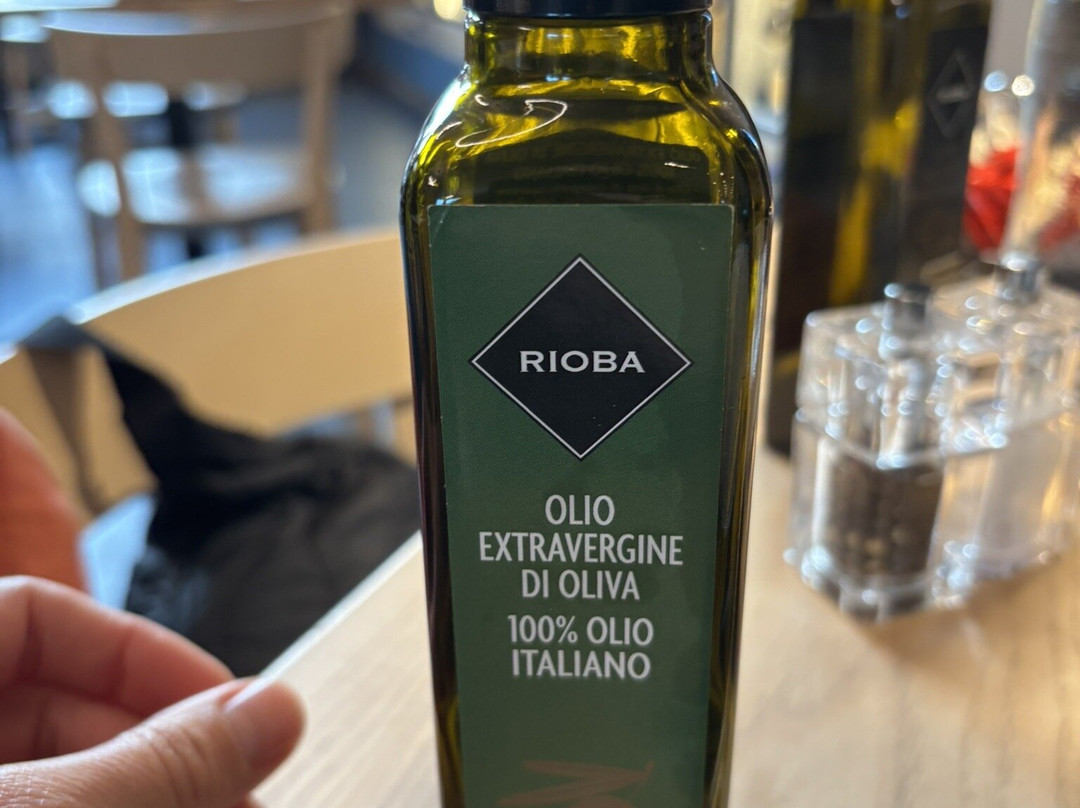 RIOBA
OLIO
EXTRAVERGINE
DI OLIVA
100% OLIO
ITALIANO